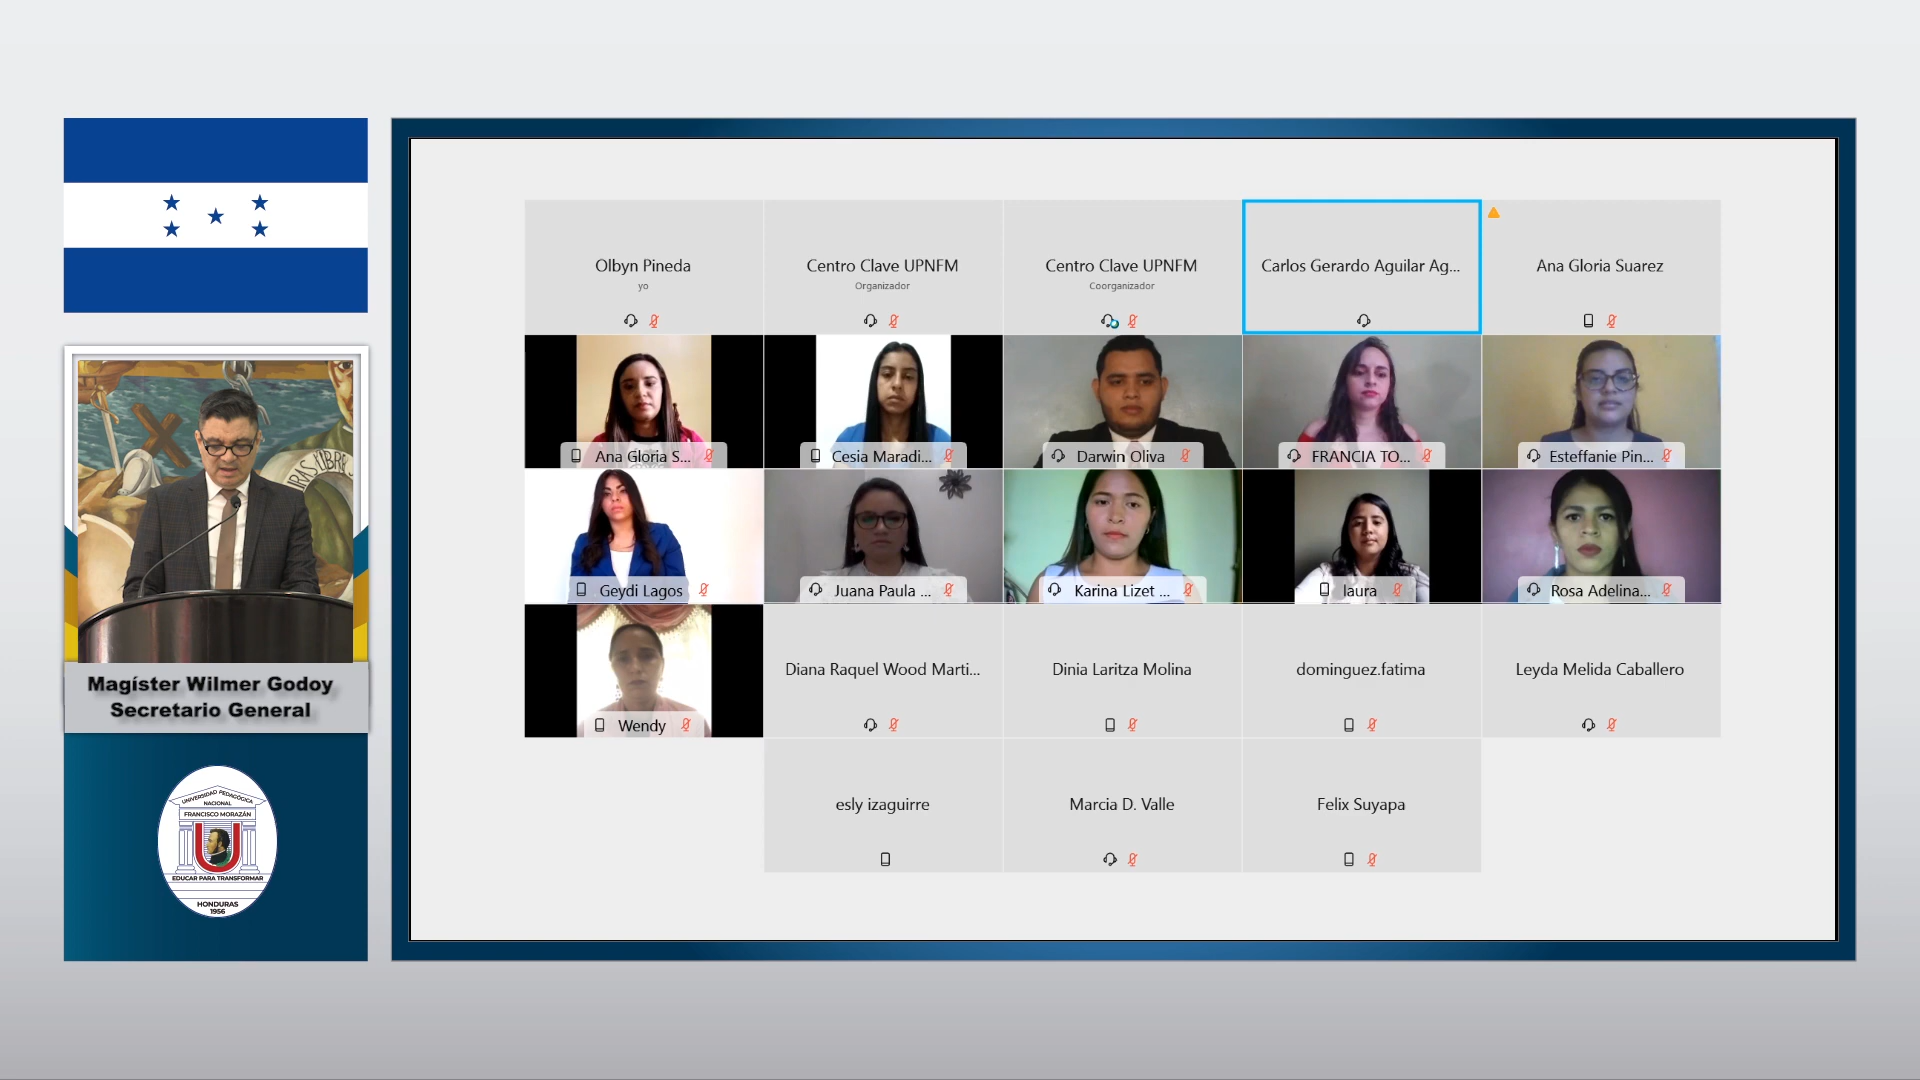 Olbyn Pineda
yo
Centro Clave UPNFM
Organizador
Centro Clave UPNFM
Coorganizador
Carlos Gerardo Aguilar Ag...
Ana Gloria Suarez
Ana Gloria S...
Cesia Maradi...
Darwin Oliva
FRANCIA TO...
Esteffanie Pin...
Geydi Lagos
Juana Paula ...
Karina Lizet ...
laura
Rosa Adelina...
Wendy
Diana Raquel Wood Marti...
Dinia Laritza Molina
dominguez.fatima
Leyda Melida Caballero
esly izaguirre
Marcia D. Valle
Felix Suyapa
Magíster Wilmer Godoy
Secretario General
UNIVERSIDAD PEDAGÓGICA
NACIONAL
FRANCISCO MORAZÁN
EDUCAR PARA TRANSFORMAR
HONDURAS
1956